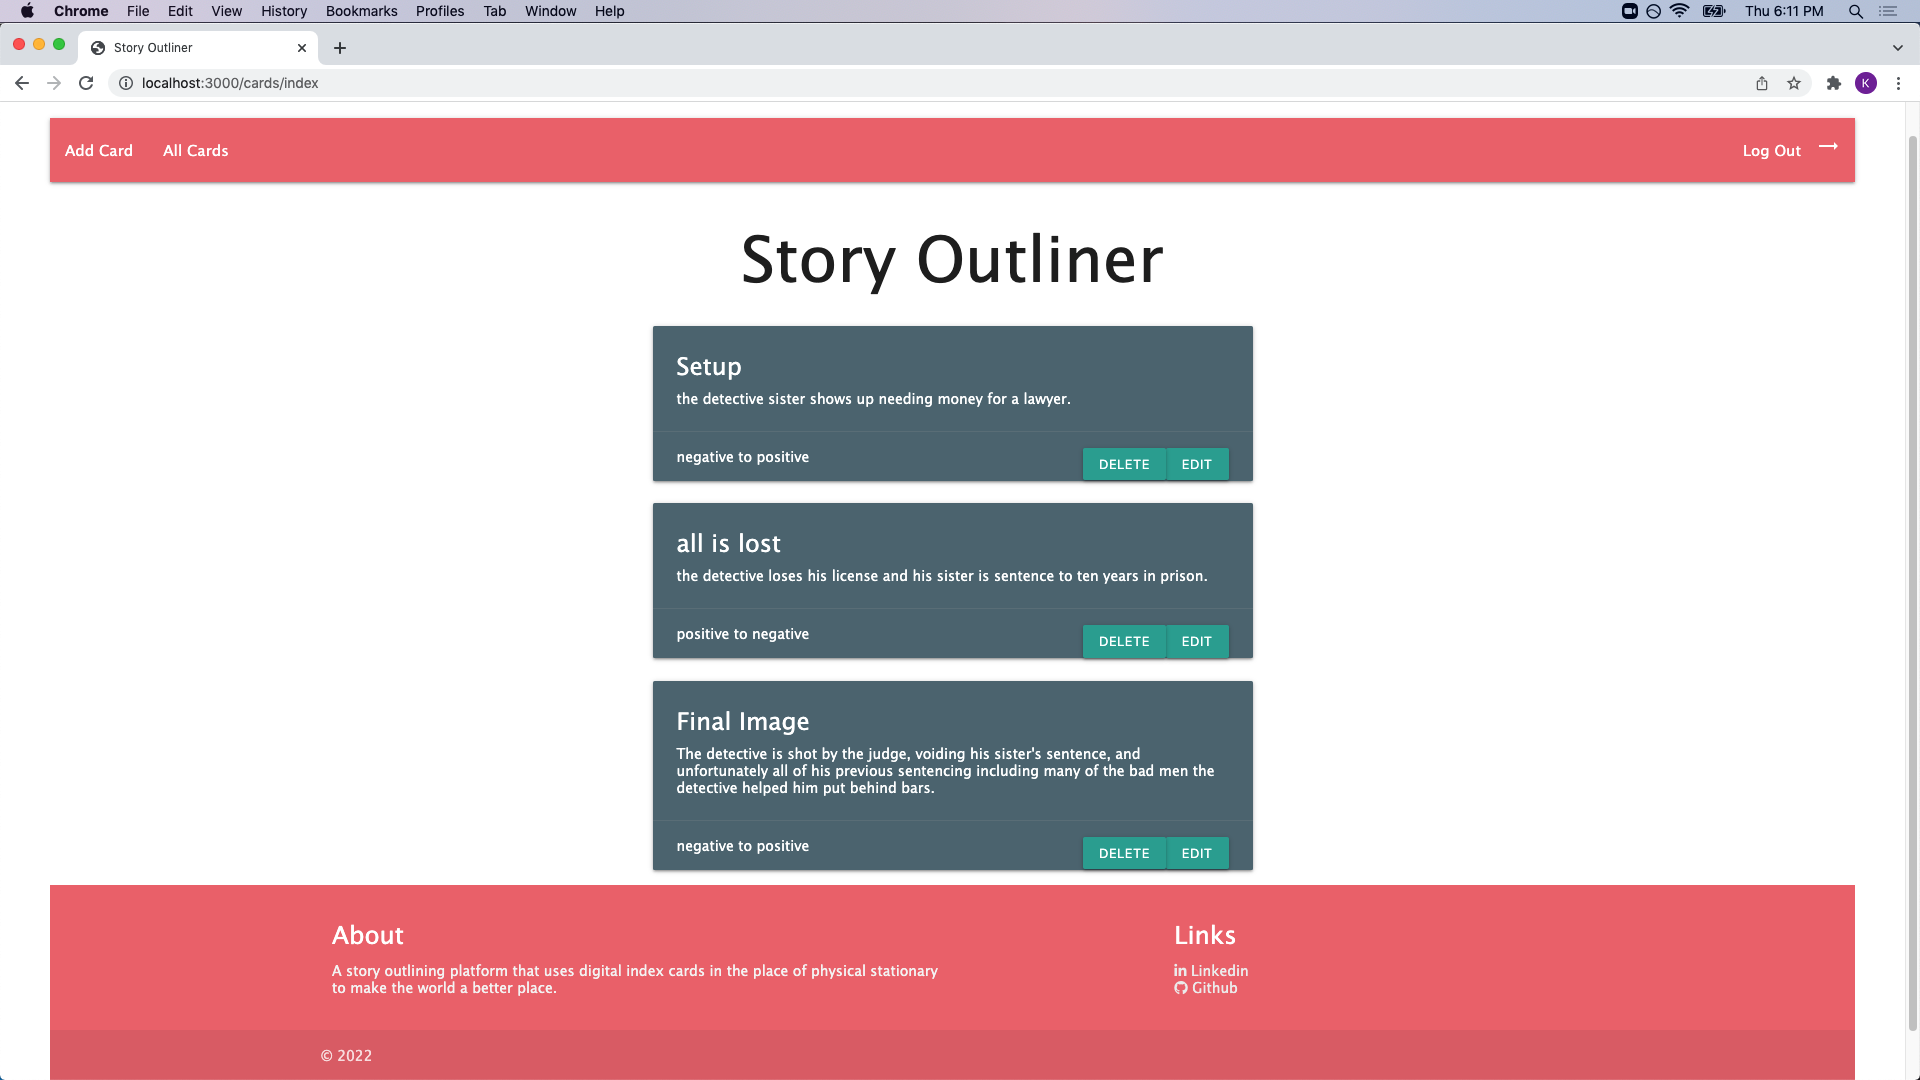 Chrome File Edit View History Bookmarks Profiles Tab Window Help Thu 6:11 PM
Story Outliner
localhost:3000/cards/index K
Add Card All Cards Log Out
Story Outliner
Setup
the detective sister shows up needing money for a lawyer.
negative to positive DELETE EDIT
all is lost
the detective loses his license and his sister is sentence to ten years in prison.
positive to negative DELETE EDIT
Final Image
The detective is shot by the judge, voiding his sister's sentence, and
unfortunately all of his previous sentencing including many of the bad men the
detective helped him put behind bars.
negative to positive DELETE EDIT
About
A story outlining platform that uses digital index cards in the place of physical stationary
to make the world a better place.
Links
in Linkedin
Github
© 2022